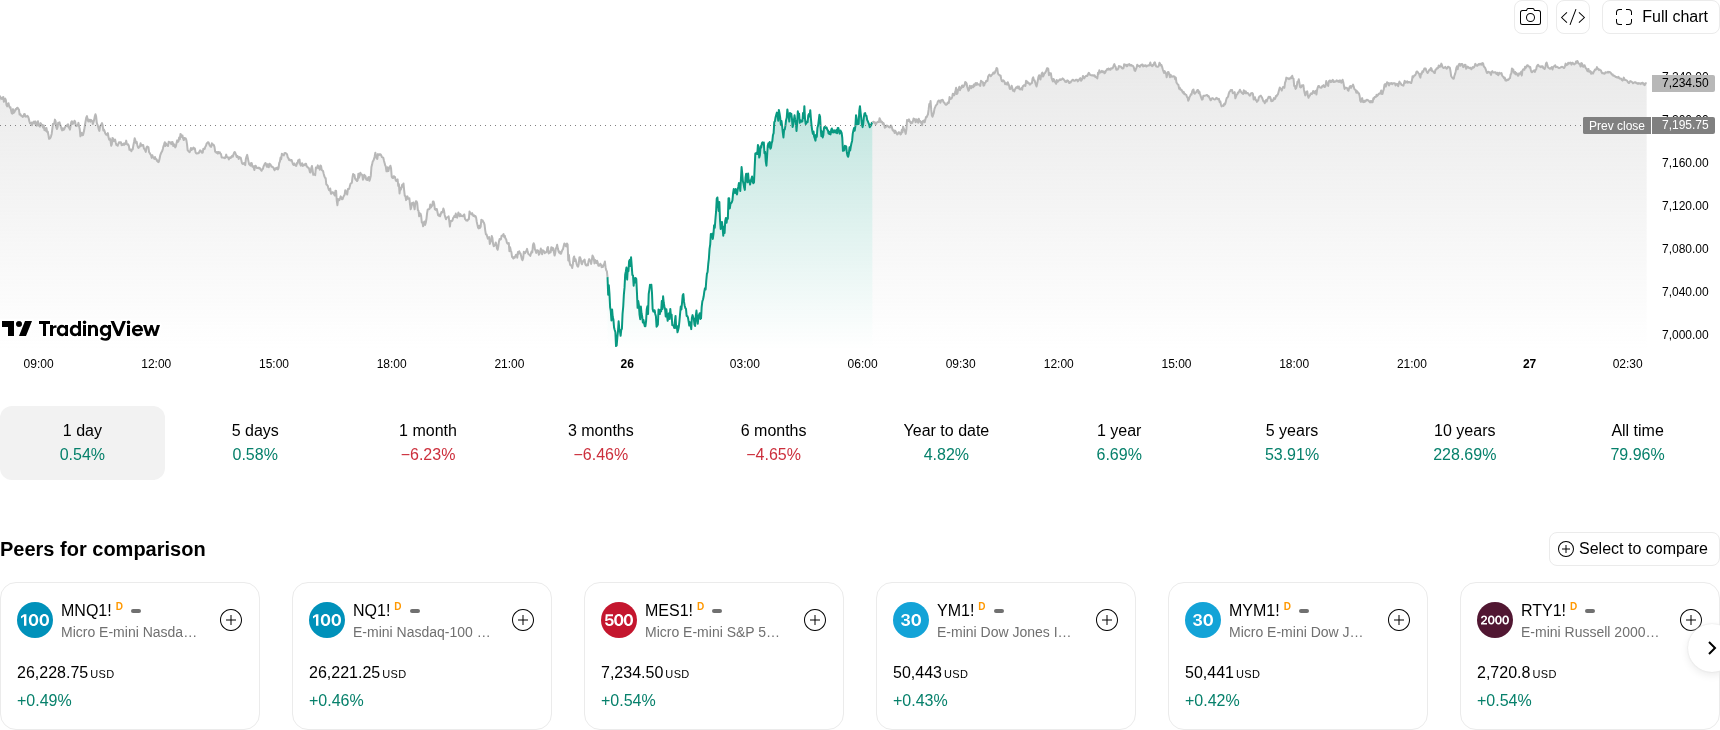 Full chart
7,234.50
Prev close 7,195.75
7,160.00
7,120.00
7,080.00
7,040.00
7,000.00
TradingView
09:00 12:00 15:00 18:00 21:00 26 03:00 06:00 09:30 12:00 15:00 18:00 21:00 27 02:30
1 day 5 days 1 month 3 months 6 months Year to date 1 year 5 years 10 years All time
0.54% 0.58% −6.23% −6.46% −4.65% 4.82% 6.69% 53.91% 228.69% 79.96%
Peers for comparison
Select to compare
100 MNQ1! D
Micro E-mini Nasda…
26,228.75 USD
+0.49%
100 NQ1! D
E-mini Nasdaq-100 …
26,221.25 USD
+0.46%
500 MES1! D
Micro E-mini S&P 5…
7,234.50 USD
+0.54%
30 YM1! D
E-mini Dow Jones I…
50,443 USD
+0.43%
30 MYM1! D
Micro E-mini Dow J…
50,441 USD
+0.42%
2000 RTY1! D
E-mini Russell 2000…
2,720.8 USD
+0.54%